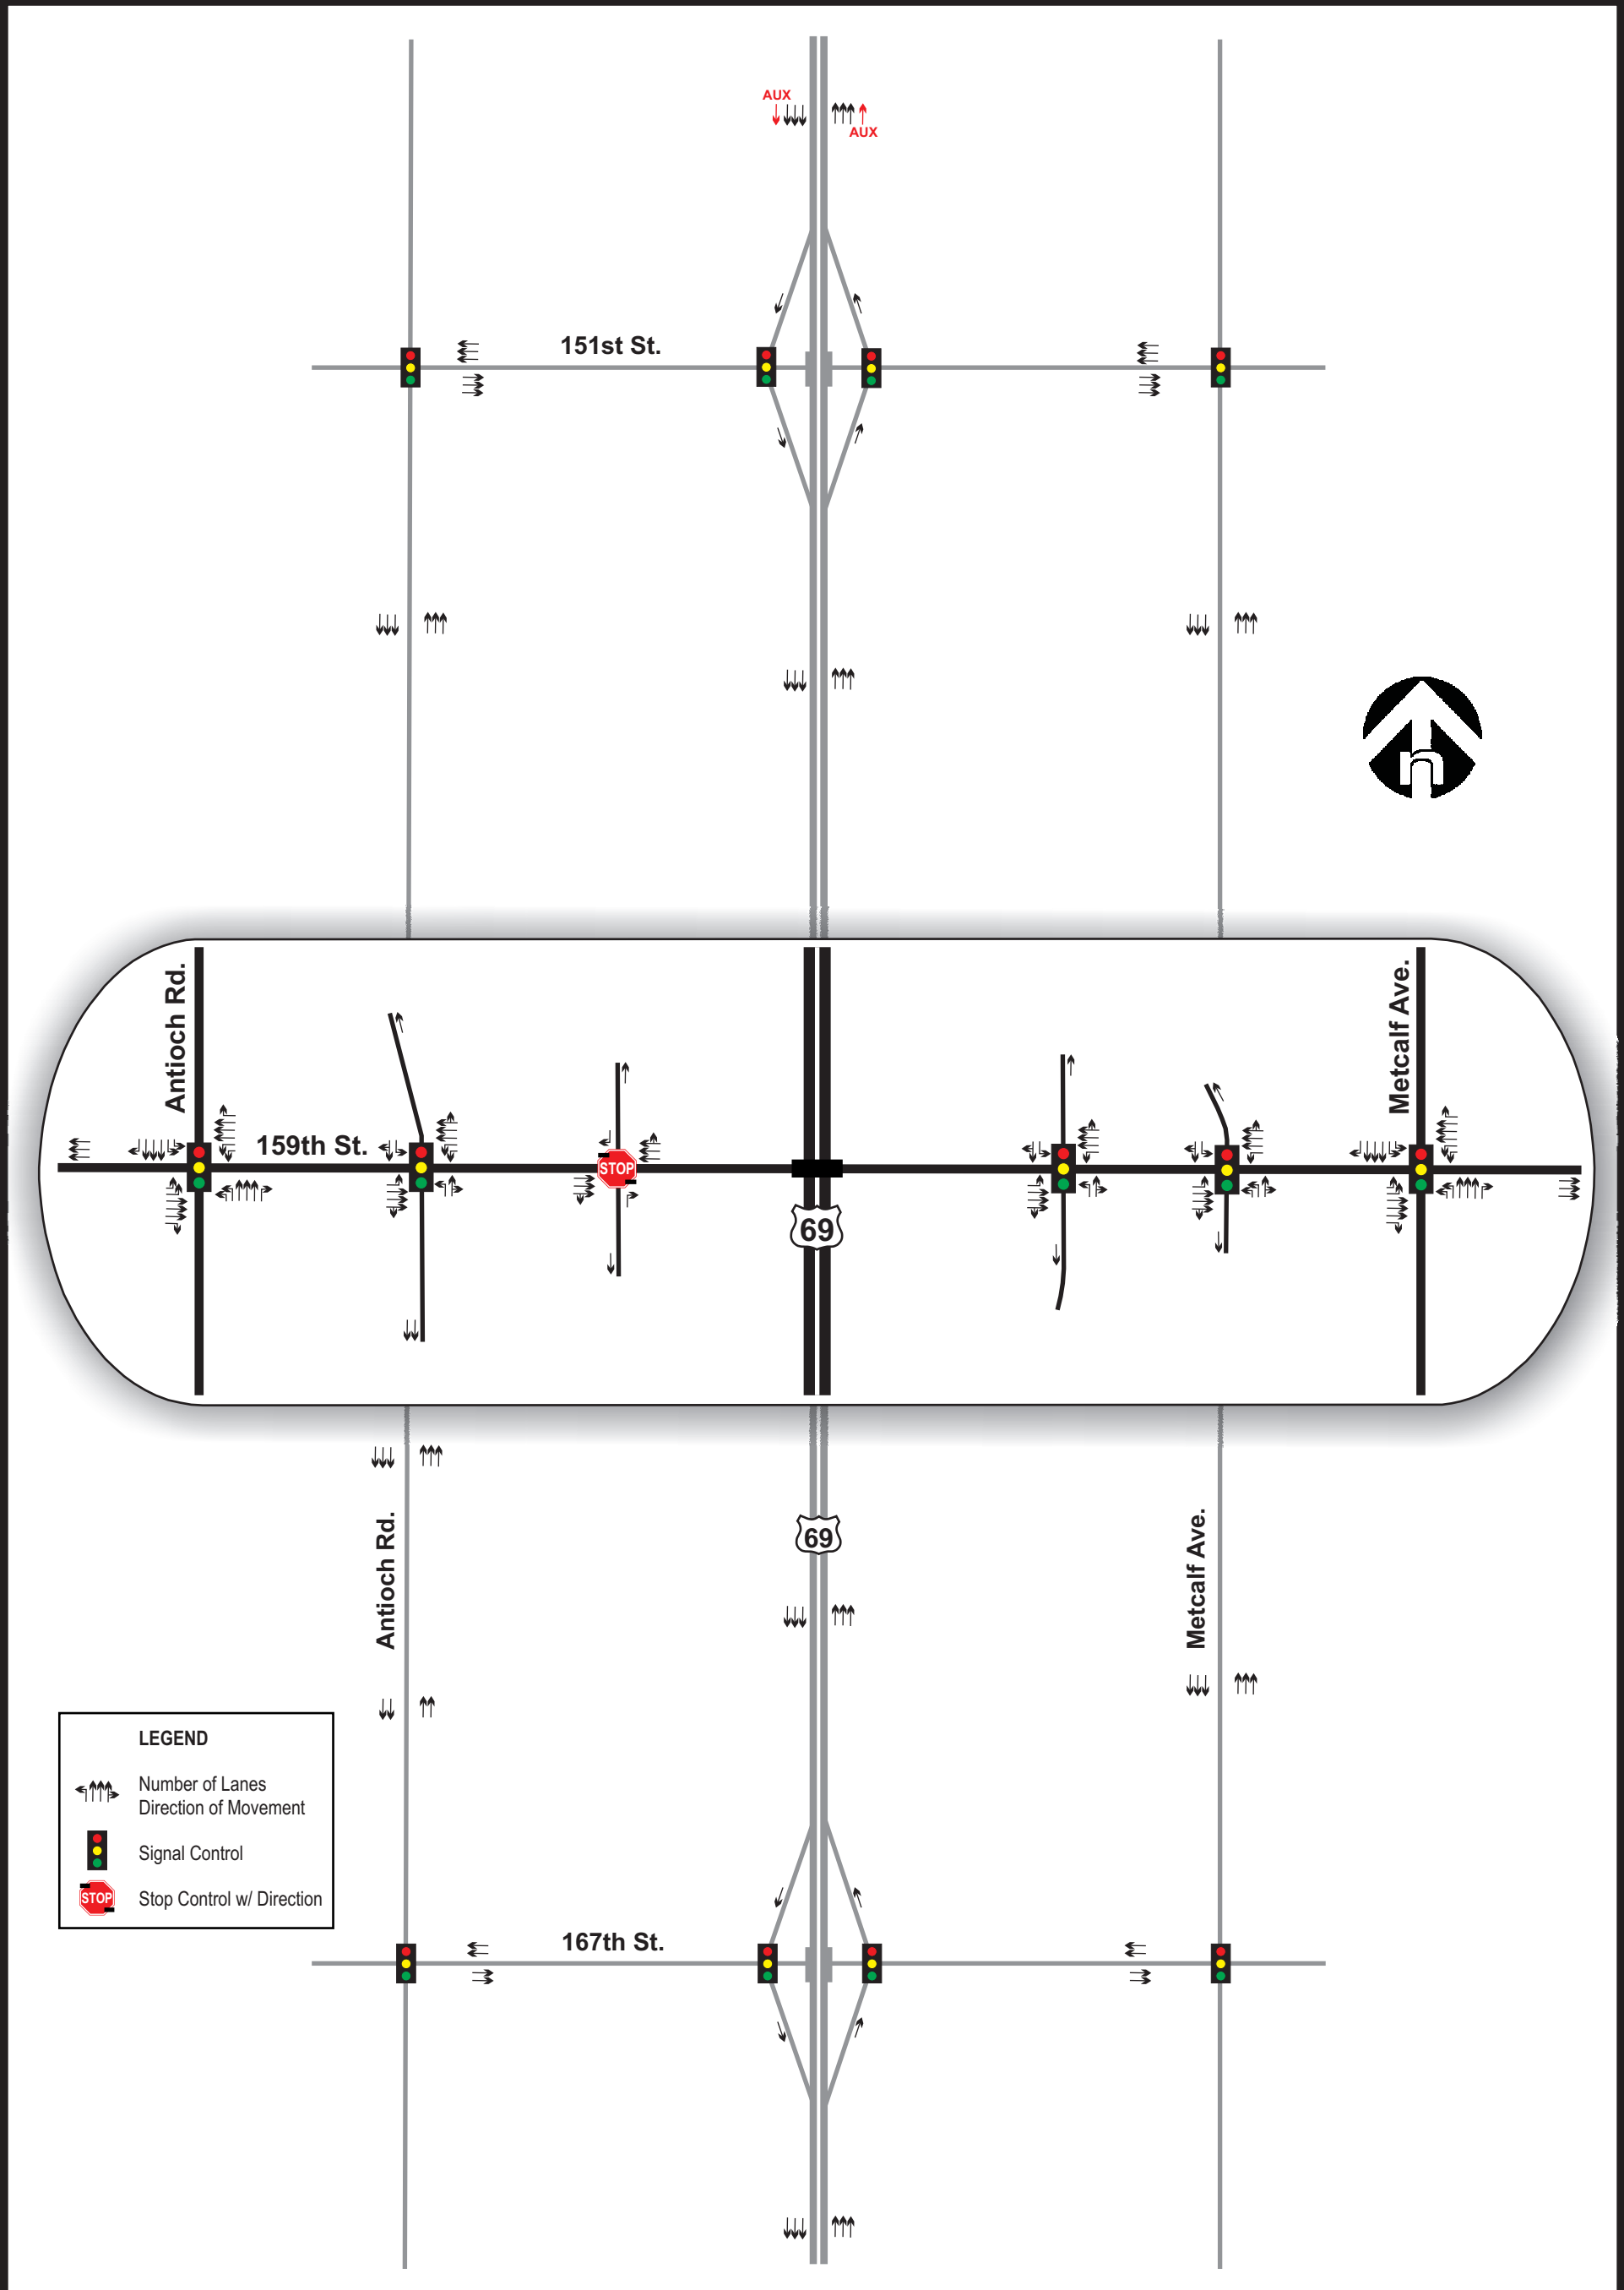 AUX
AUX
151st St.
n
Antioch Rd.
Metcalf Ave.
159th St.
STOP
69
69
Antioch Rd.
Metcalf Ave.
LEGEND
Number of Lanes
Direction of Movement
Signal Control
STOP
Stop Control w/ Direction
167th St.